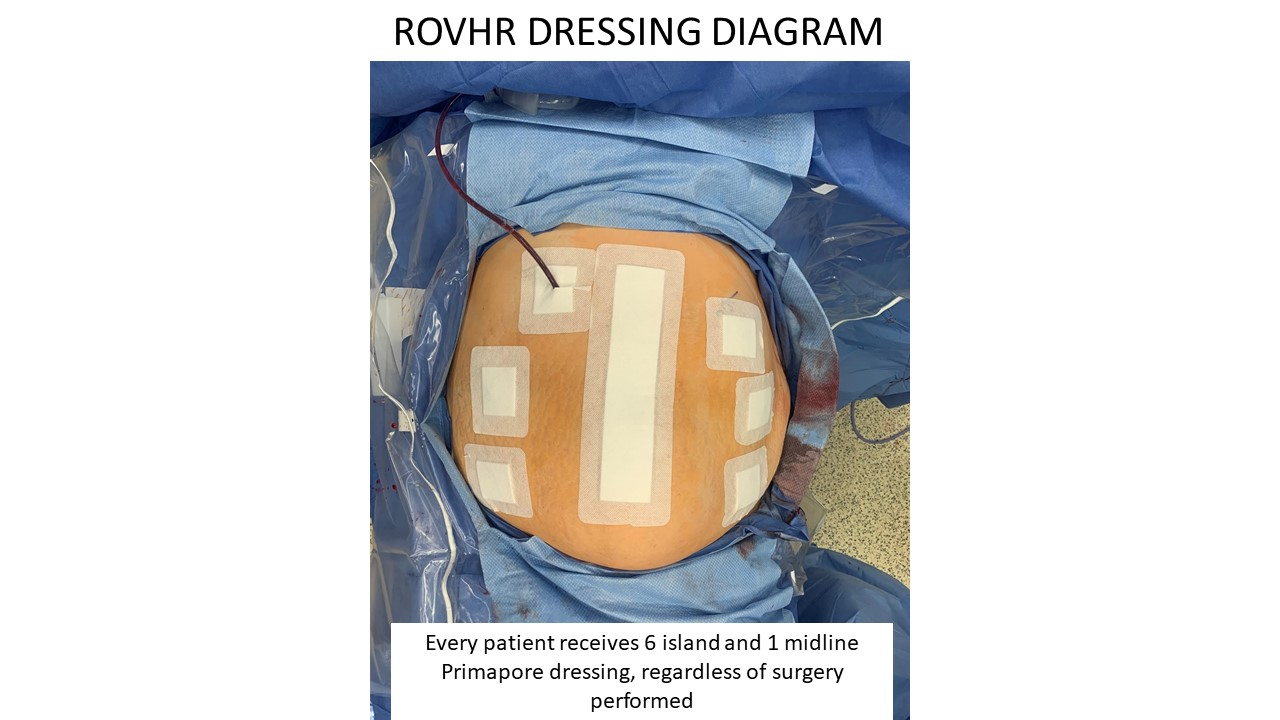 ROVHR DRESSING DIAGRAM
Every patient receives 6 island and 1 midline
Primapore dressing, regardless of surgery
performed